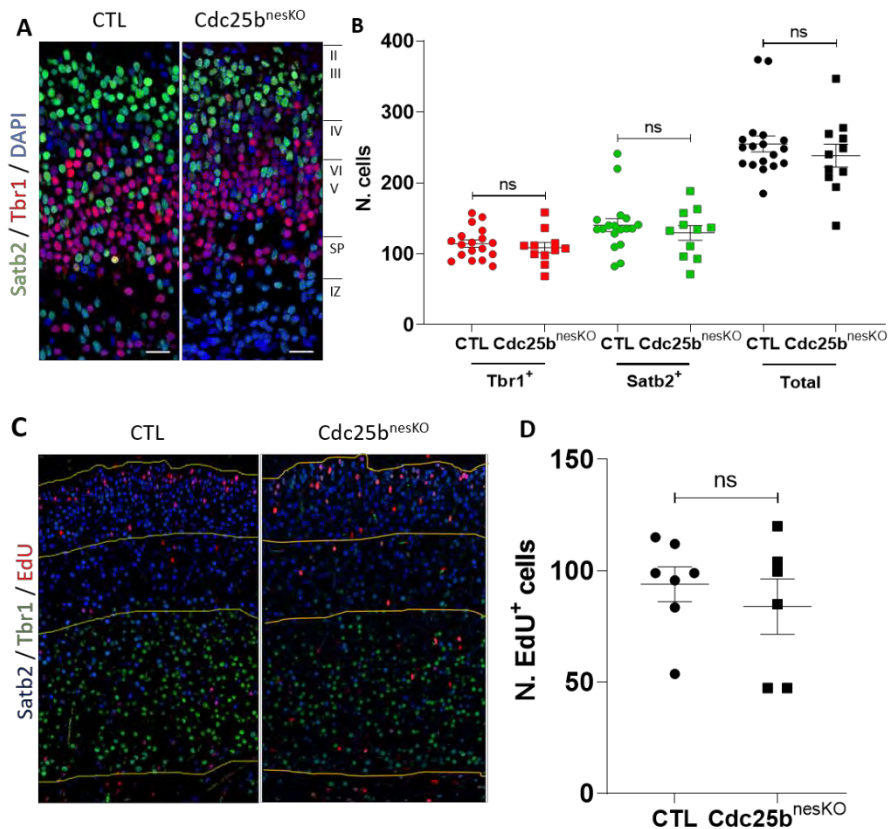 A
CTL Cdc25b^nesKO
Satb2 / Tbr1 / DAPI
II
III
IV
VI
V
SP
IZ
B
N. cells
400
300
200
100
0
ns
ns
ns
CTL Cdc25b^nesKO CTL Cdc25b^nesKO CTL Cdc25b^nesKO
Tbr1⁺ Satb2⁺ Total
C
CTL Cdc25b^nesKO
Satb2 / Tbr1 / EdU
D
N. EdU⁺ cells
150
100
50
0
ns
CTL Cdc25b^nesKO